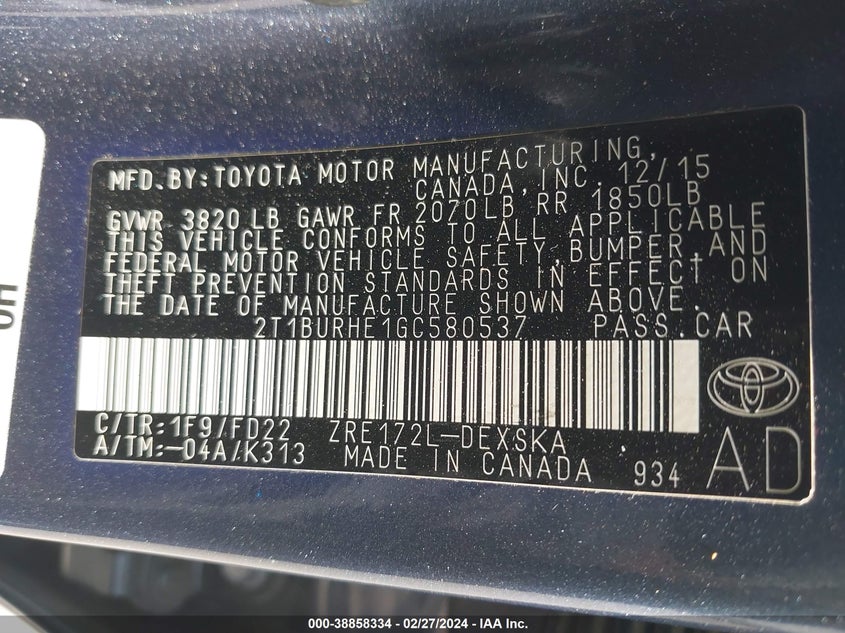 MFD.BY:TOYOTA MOTOR MANUFACTURING,
CANADA,INC. 12/15
GVWR 3820 LB GAWR FR 2070LB RR 1850LB
THIS VEHICLE CONFORMS TO ALL APPLICABLE
FEDERAL MOTOR VEHICLE SAFETY,BUMPER,AND
THEFT PREVENTION STANDARDS IN EFFECT ON
THE DATE OF MANUFACTURE SHOWN ABOVE.
2T1BURHE1GC580537 PASS.CAR
C/TR:1F9/FD22 ZRE172L-DEXSKA
A/TM:-04A/K313 MADE IN CANADA 934
AD
000-38858334 - 02/27/2024 - IAA Inc.